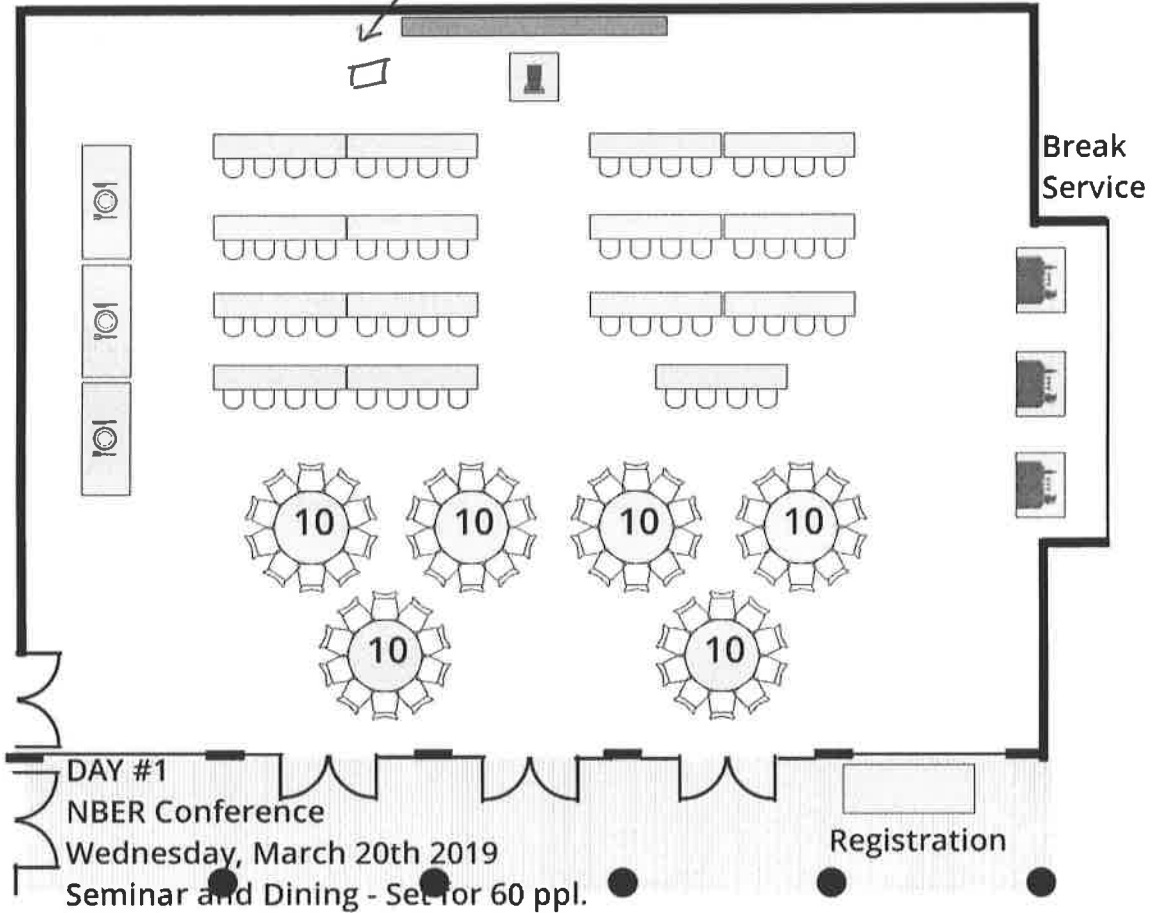 Break
Service
10 10 10 10
10 10
DAY #1
NBER Conference
Wednesday, March 20th 2019
Seminar and Dining - Set for 60 ppl.
Registration